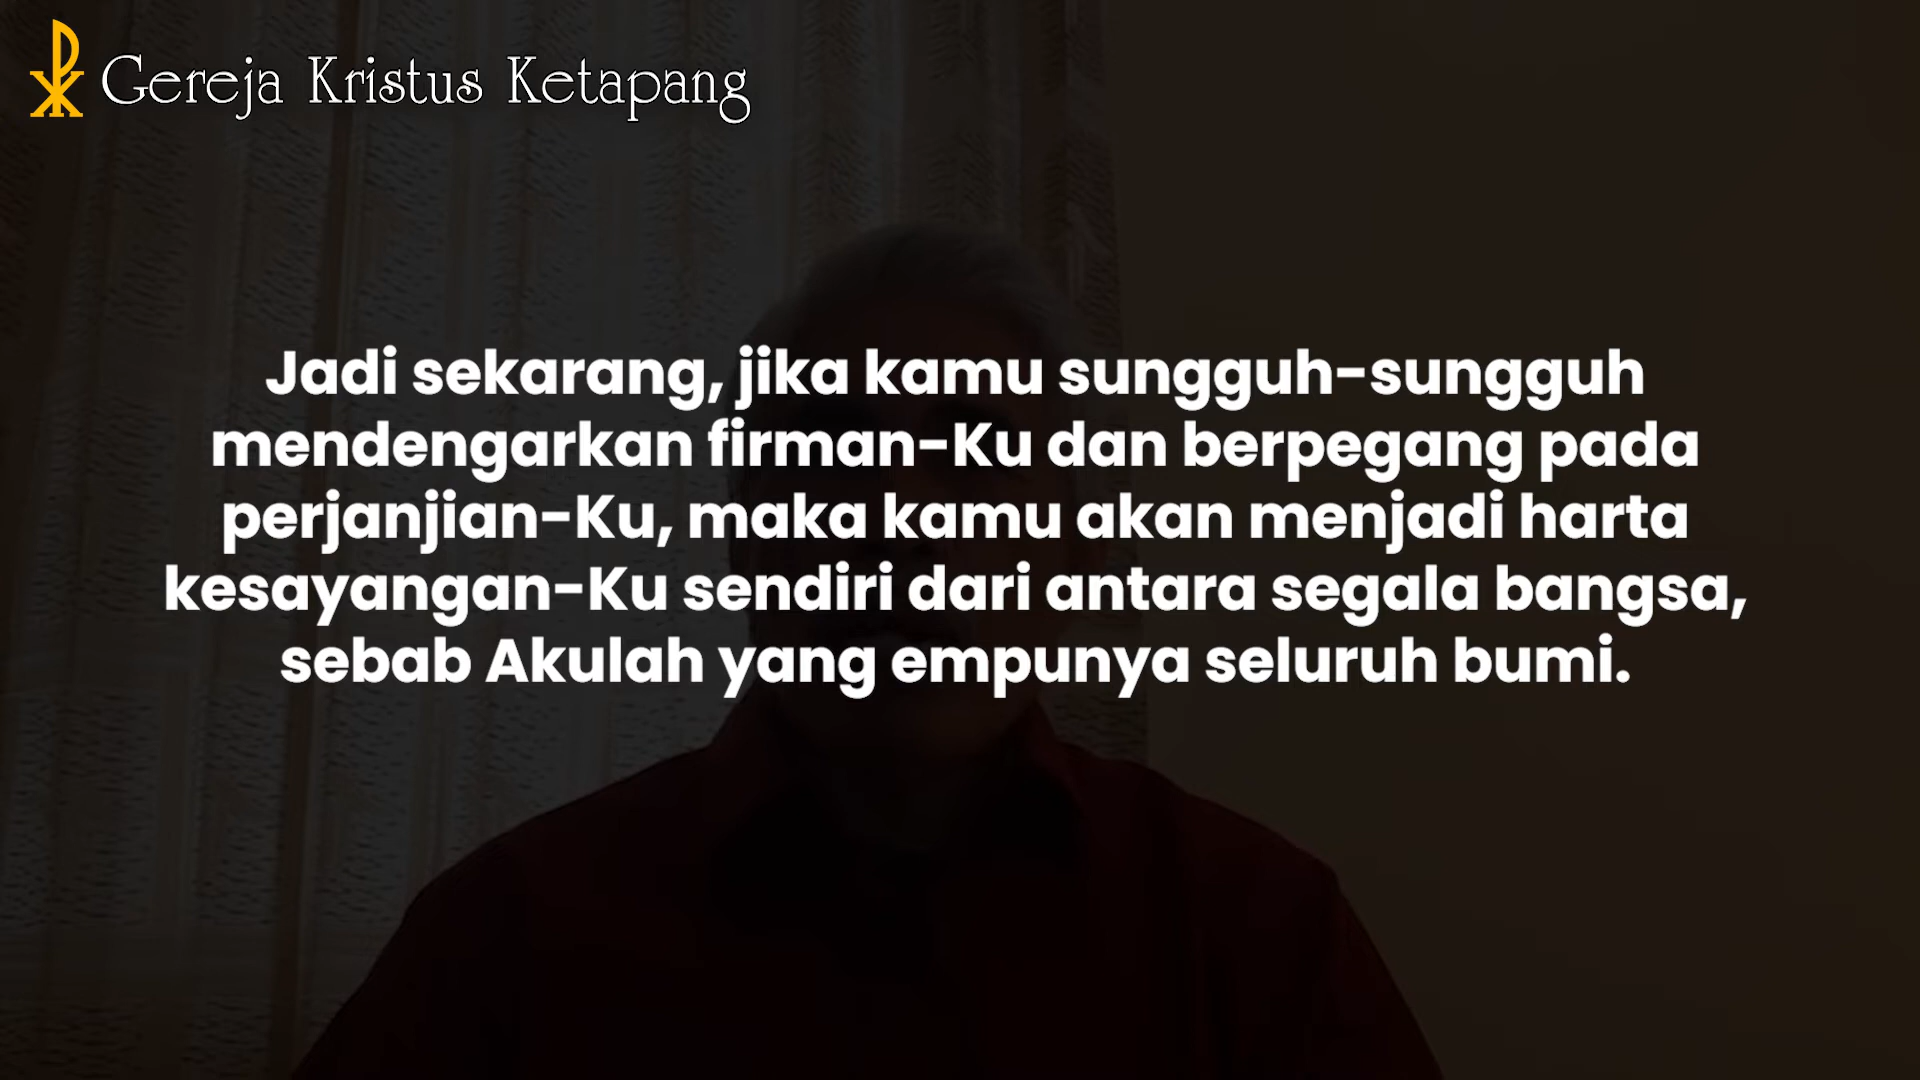 Gereja Kristus Ketapang
Jadi sekarang, jika kamu sungguh-sungguh
mendengarkan firman-Ku dan berpegang pada
perjanjian-Ku, maka kamu akan menjadi harta
kesayangan-Ku sendiri dari antara segala bangsa,
sebab Akulah yang empunya seluruh bumi.